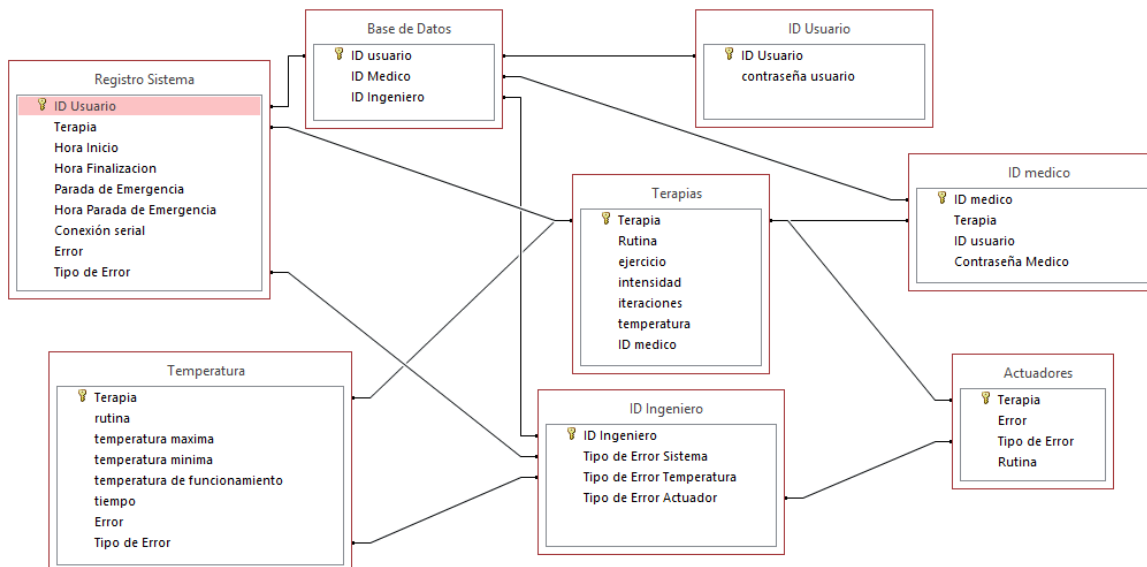 Base de Datos
ID usuario
ID Medico
ID Ingeniero
ID Usuario
ID Usuario
contraseña usuario
Registro Sistema
ID Usuario
Terapia
Hora Inicio
Hora Finalizacion
Parada de Emergencia
Hora Parada de Emergencia
Conexión serial
Error
Tipo de Error
Terapias
Terapia
Rutina
ejercicio
intensidad
iteraciones
temperatura
ID medico
ID medico
ID medico
Terapia
ID usuario
Contraseña Medico
Temperatura
Terapia
rutina
temperatura maxima
temperatura minima
temperatura de funcionamiento
tiempo
Error
Tipo de Error
ID Ingeniero
ID Ingeniero
Tipo de Error Sistema
Tipo de Error Temperatura
Tipo de Error Actuador
Actuadores
Terapia
Error
Tipo de Error
Rutina